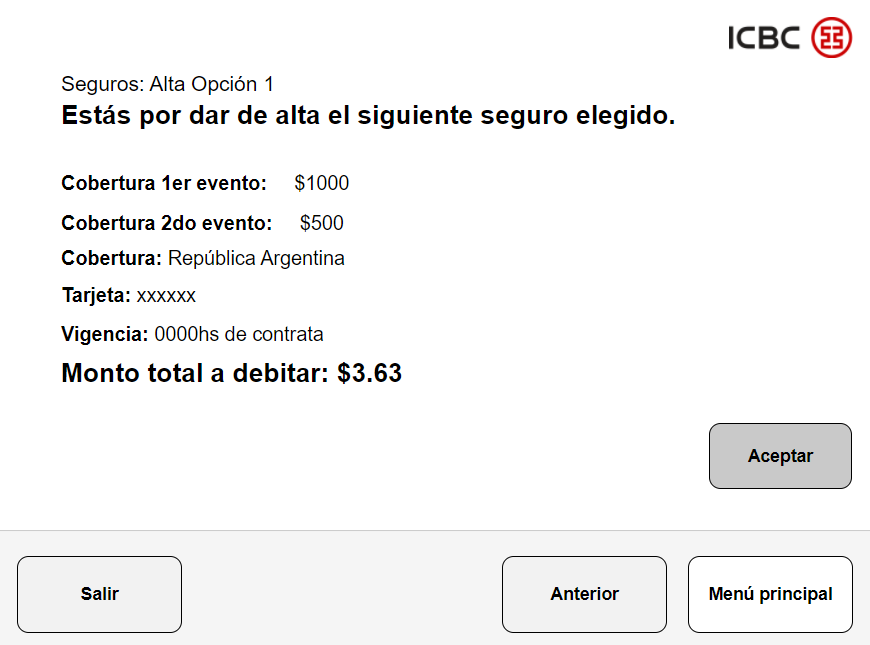 ICBC
Seguros: Alta Opción 1
Estás por dar de alta el siguiente seguro elegido.
Cobertura 1er evento: $1000
Cobertura 2do evento: $500
Cobertura: República Argentina
Tarjeta: xxxxxx
Vigencia: 0000hs de contrata
Monto total a debitar: $3.63
Aceptar
Salir
Anterior
Menú principal